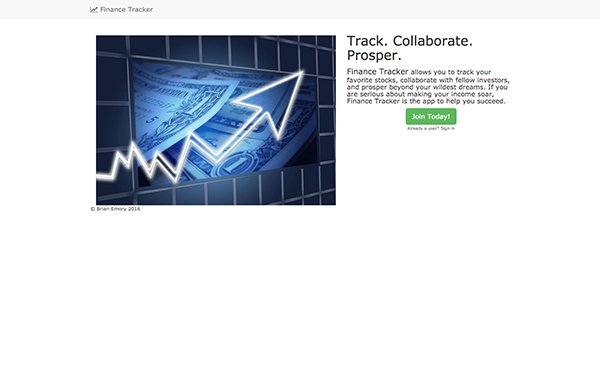 Finance Tracker
Track. Collaborate.
Prosper.
Finance Tracker allows you to track your
favorite stocks, collaborate with fellow investors,
and prosper beyond your wildest dreams. If you
are serious about making your income soar,
Finance Tracker is the app to help you succeed.
Join Today!
Already a user? Sign in
© Brian Emory 2016